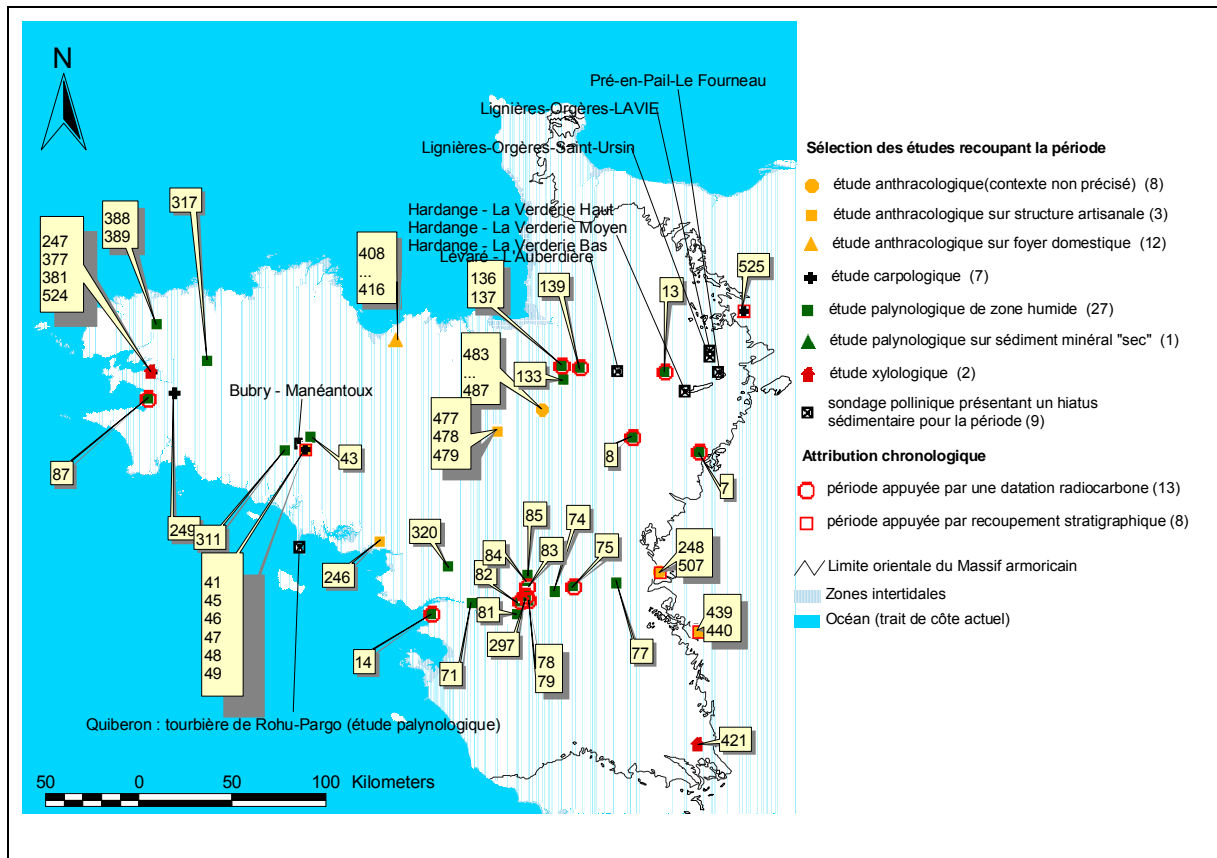 N
Pré-en-Pail-Le Fourneau
Lignières-Orgères-LAVIE
Lignières-Orgères-Saint-Ursin
Hardange - La Verderie Haut
Hardange - La Verderie Moyen
Hardange - La Verderie Bas
Lévaré - L'Auberdière
388
389
317
247
377
381
524
408
...
416
136
137
139
13
525
483
...
487
133
Bubry - Manéantoux
477
478
479
87
43
8
7
249
311
320
85
74
84
83
75
82
248
507
246
41
45
46
47
48
49
81
439
440
297
14
71
78
79
77
421
Quiberon : tourbière de Rohu-Pargo (étude palynologique)
50
0
50
100
Kilometers
Sélection des études recoupant la période
étude anthracologique(contexte non précisé) (8)
étude anthracologique sur structure artisanale (3)
étude anthracologique sur foyer domestique (12)
étude carpologique (7)
étude palynologique de zone humide (27)
étude palynologique sur sédiment minéral "sec" (1)
étude xylologique (2)
sondage pollinique présentant un hiatus
sédimentaire pour la période (9)
Attribution chronologique
période appuyée par une datation radiocarbone (13)
période appuyée par recoupement stratigraphique (8)
Limite orientale du Massif armoricain
Zones intertidales
Océan (trait de côte actuel)